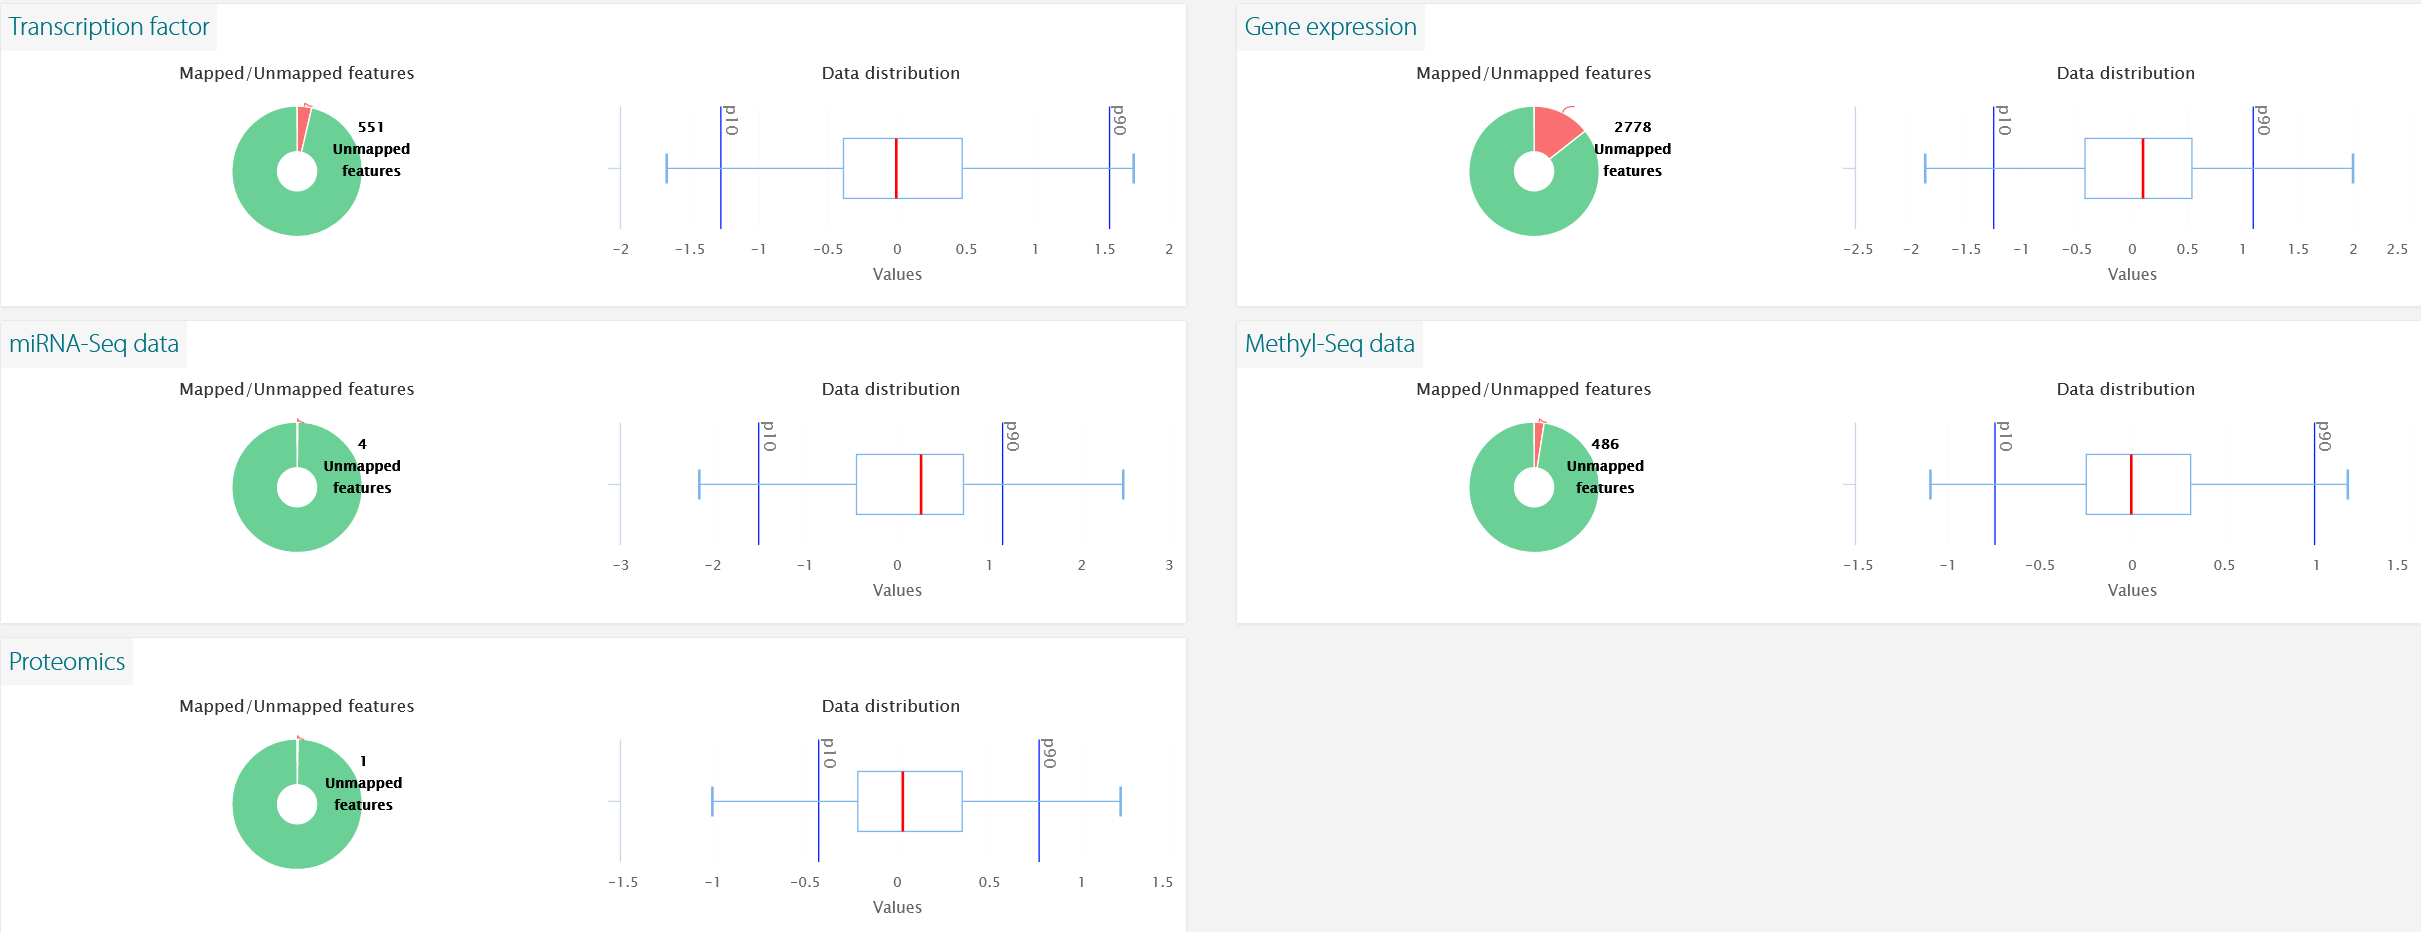 Transcription factor
Mapped/Unmapped features
551
Unmapped
features
Data distribution
p10
p90
-2 -1.5 -1 -0.5 0 0.5 1 1.5 2
Values
Gene expression
Mapped/Unmapped features
2778
Unmapped
features
Data distribution
p10
p90
-2.5 -2 -1.5 -1 -0.5 0 0.5 1 1.5 2 2.5
Values
miRNA-Seq data
Mapped/Unmapped features
4
Unmapped
features
Data distribution
p10
p90
-3 -2 -1 0 1 2 3
Values
Methyl-Seq data
Mapped/Unmapped features
486
Unmapped
features
Data distribution
p10
p90
-1.5 -1 -0.5 0 0.5 1 1.5
Values
Proteomics
Mapped/Unmapped features
1
Unmapped
features
Data distribution
p10
p90
-1.5 -1 -0.5 0 0.5 1 1.5
Values